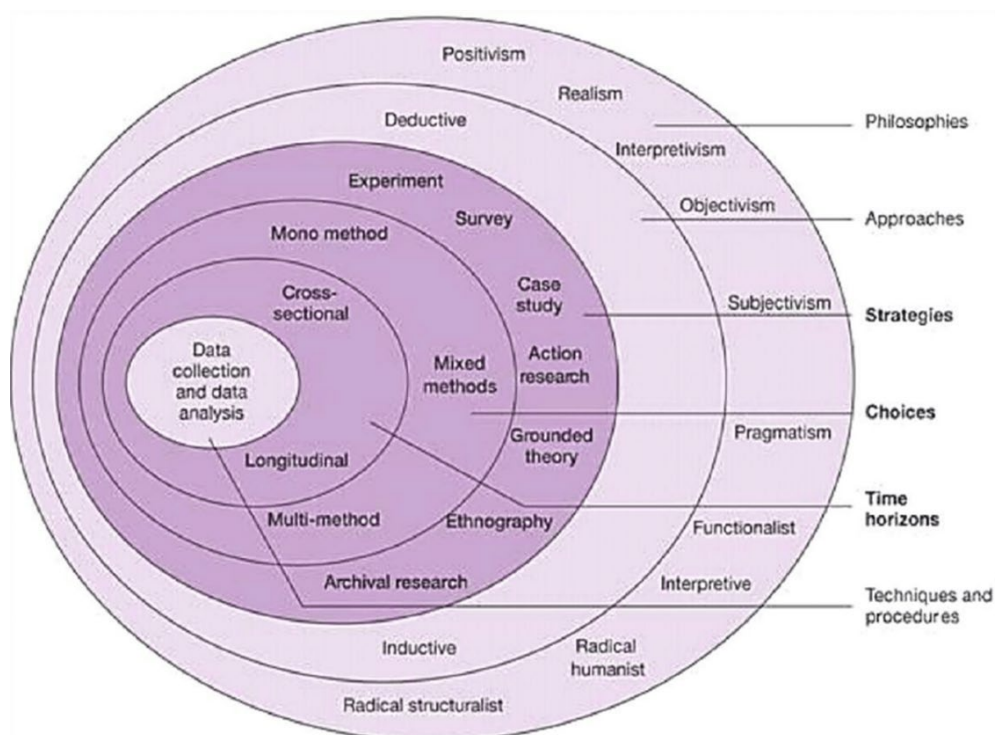 Positivism
Realism
Philosophies
Deductive
Interpretivism
Experiment
Objectivism
Survey
Approaches
Mono method
Cross-
sectional
Case
study
Subjectivism
Strategies
Data
collection
and data
analysis
Mixed
methods
Action
research
Choices
Pragmatism
Grounded
theory
Longitudinal
Time
horizons
Multi-method
Ethnography
Functionalist
Archival research
Interpretive
Techniques and
procedures
Inductive
Radical
humanist
Radical structuralist